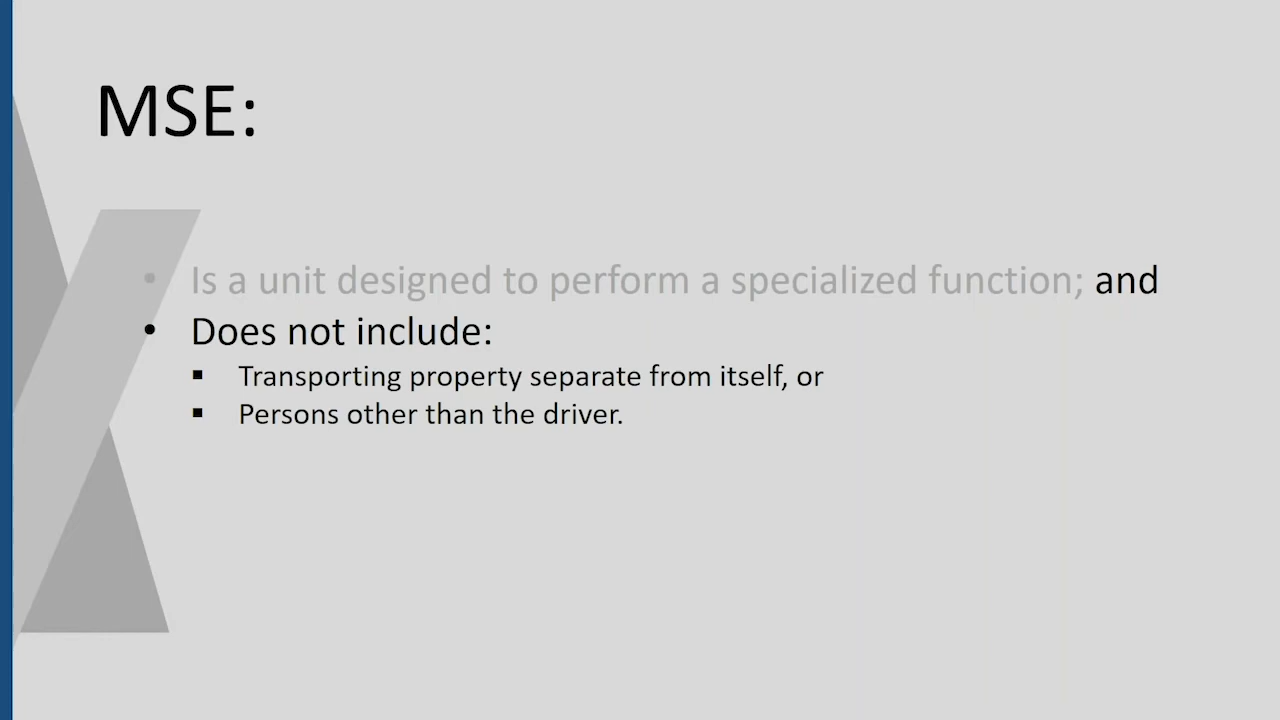 MSE:
• Is a unit designed to perform a specialized function; and
• Does not include:
▪ Transporting property separate from itself, or
▪ Persons other than the driver.